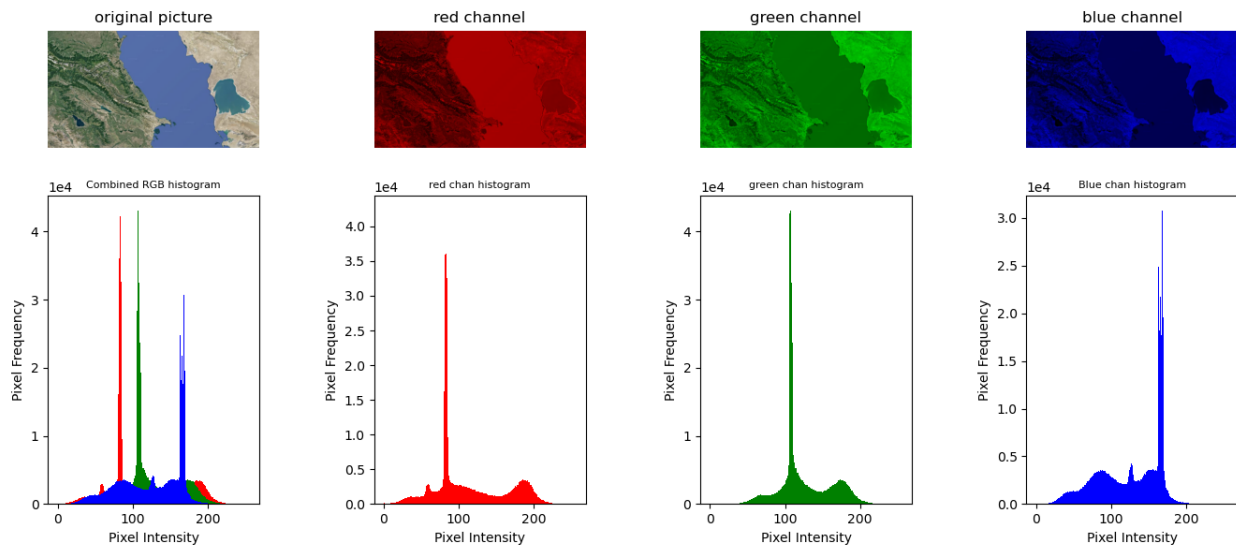 original picture
red channel
green channel
blue channel
Combined RGB histogram
1e4
Pixel Frequency
4
3
2
1
0
0 100 200
Pixel Intensity
red chan histogram
1e4
Pixel Frequency
4.0
3.5
3.0
2.5
2.0
1.5
1.0
0.5
0.0
0 100 200
Pixel Intensity
green chan histogram
1e4
Pixel Frequency
4
3
2
1
0
0 100 200
Pixel Intensity
Blue chan histogram
1e4
Pixel Frequency
3.0
2.5
2.0
1.5
1.0
0.5
0.0
0 100 200
Pixel Intensity